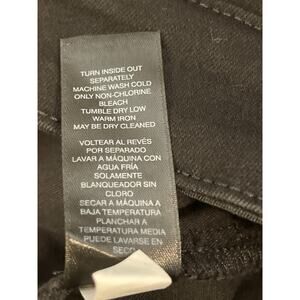 TURN INSIDE OUT
SEPARATELY
MACHINE WASH COLD
ONLY NON-CHLORINE
BLEACH
TUMBLE DRY LOW
WARM IRON
MAY BE DRY CLEANED
VOLTEAR AL REVÉS
POR SEPARADO
LAVAR A MÁQUINA CON
AGUA FRÍA
SOLAMENTE
BLANQUEADOR SIN
CLORO
SECAR A MÁQUINA A
BAJA TEMPERATURA
PLANCHAR A
TEMPERATURA MEDIA
PUEDE LAVARSE EN
SECO